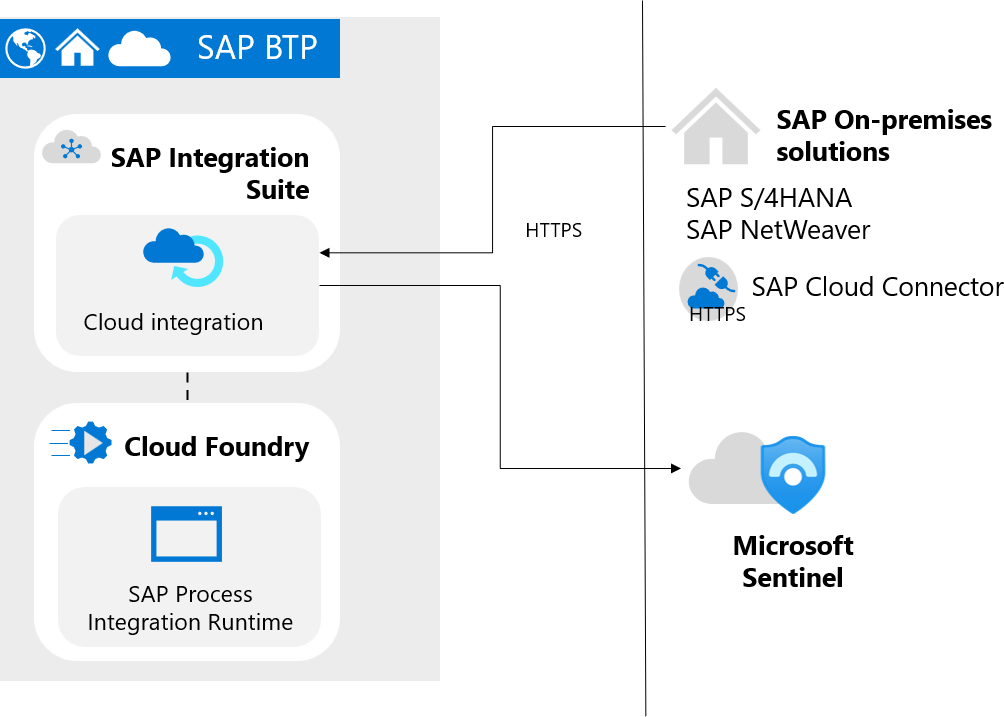 SAP BTP
SAP Integration
Suite
Cloud integration
Cloud Foundry
SAP Process
Integration Runtime
HTTPS
SAP On-premises
solutions
SAP S/4HANA
SAP NetWeaver
SAP Cloud Connector
HTTPS
Microsoft
Sentinel